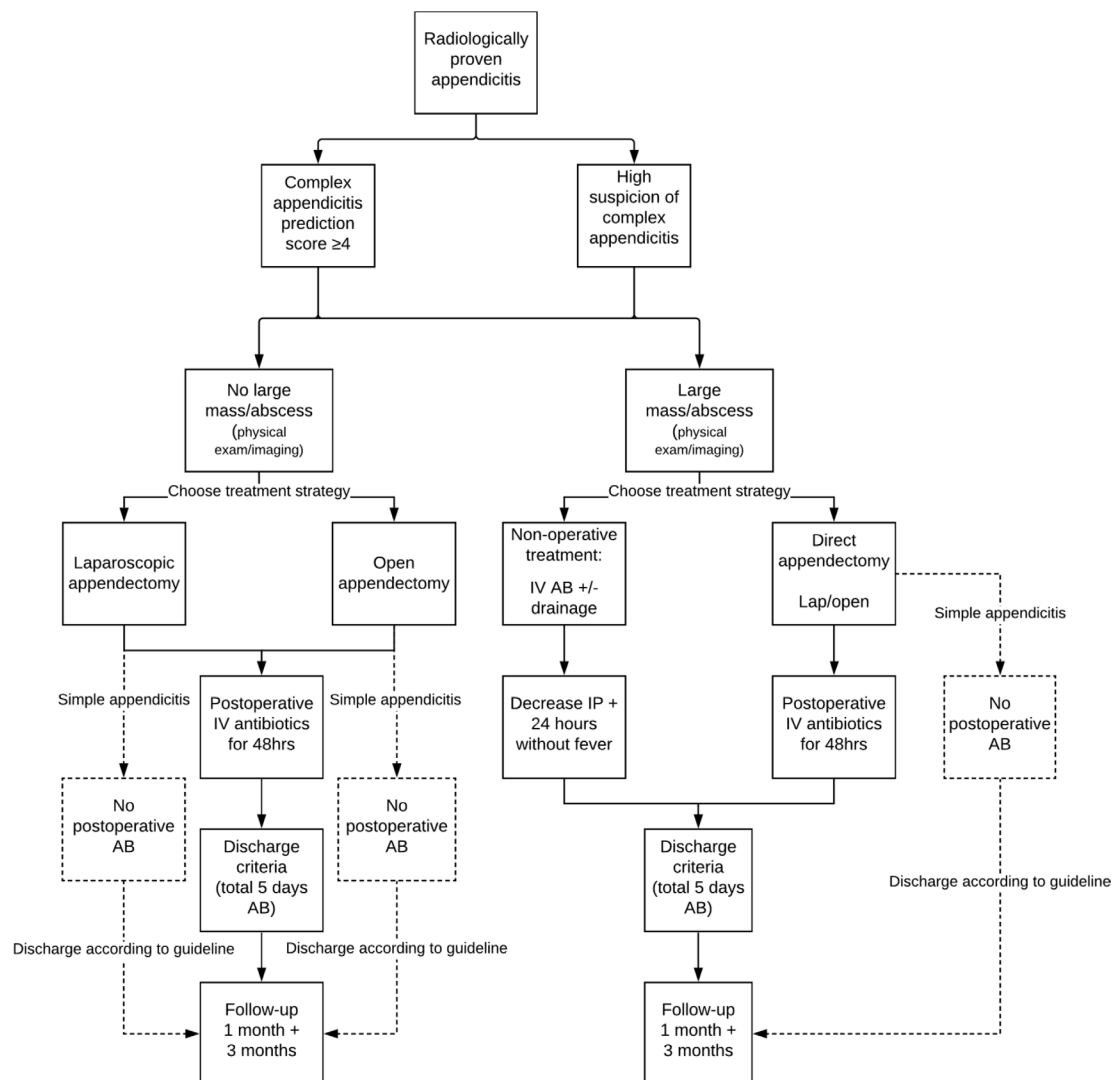 Radiologically
proven
appendicitis
Complex
appendicitis
prediction
score ≥4
High
suspicion of
complex
appendicitis
No large
mass/abscess
(physical
exam/imaging)
Large
mass/abscess
(physical
exam/imaging)
Choose treatment strategy
Choose treatment strategy
Laparoscopic
appendectomy
Open
appendectomy
Non-operative
treatment:
IV AB +/-
drainage
Direct
appendectomy
Lap/open
Simple appendicitis
Simple appendicitis
Postoperative
IV antibiotics
for 48hrs
Simple appendicitis
Decrease IP +
24 hours
without fever
Postoperative
IV antibiotics
for 48hrs
No
postoperative
AB
No
postoperative
AB
Discharge
criteria
(total 5 days
AB)
No
postoperative
AB
Discharge
criteria
(total 5 days
AB)
Discharge according to guideline
Discharge according to guideline
Discharge according to guideline
Follow-up
1 month +
3 months
Follow-up
1 month +
3 months